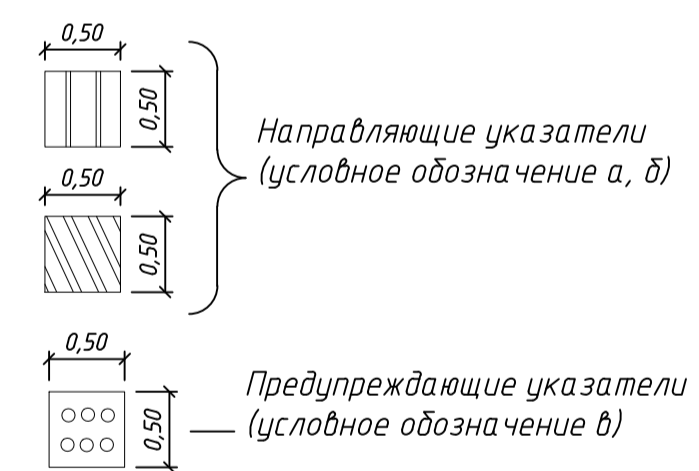 0,50
0,50
Направляющие указатели
(условное обозначение а, б)
0,50
0,50
0,50
0,50
Предупреждающие указатели
(условное обозначение в)